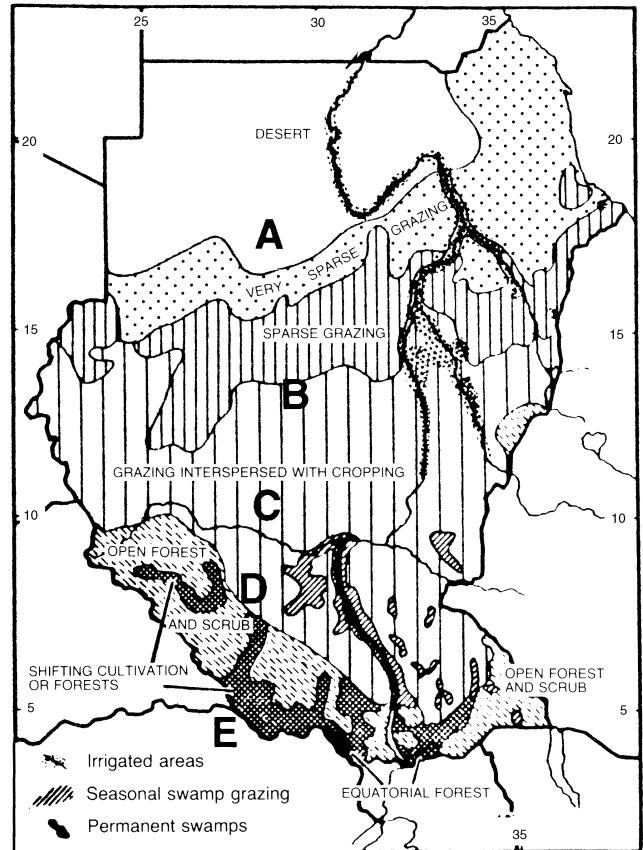 25 30 35
20 DESERT 20
A
VERY SPARSE GRAZING
15 SPARSE GRAZING 15
B
GRAZING INTERSPERSED WITH CROPPING
C
10 10
OPEN FOREST
D
AND SCRUB
SHIFTING CULTIVATION
OR FORESTS
OPEN FOREST
AND SCRUB
5 5
E
Irrigated areas
Seasonal swamp grazing
EQUATORIAL FOREST
Permanent swamps
35